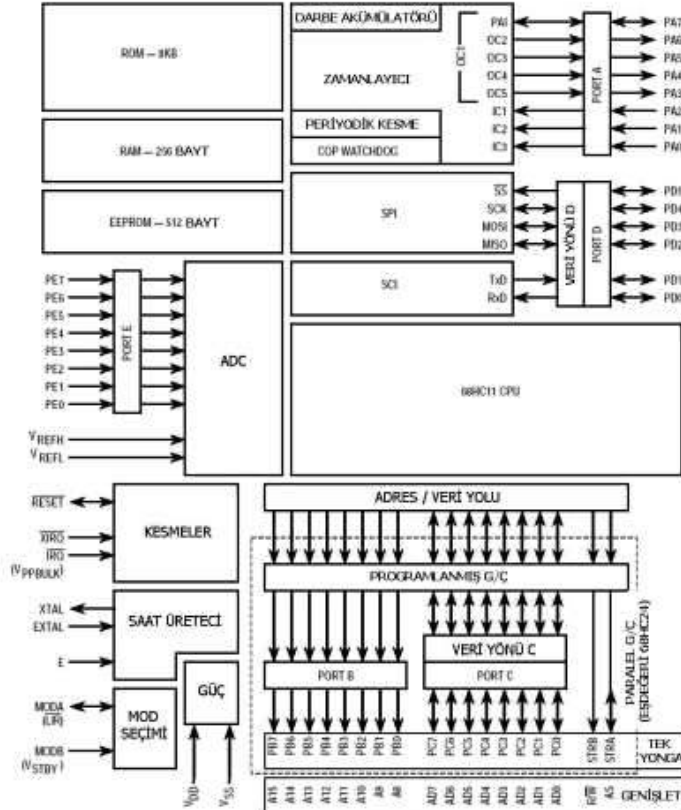 ROM – 8KB
RAM – 256 BAYT
EEPROM – 512 BAYT
DARBE AKÜMÜLATÖRÜ
ZAMANLAYICI
PERİYODİK KESME
COP WATCHDOG
OC1
PAI
OC2
OC3
OC4
OC5
IC1
IC2
IC3
PORT A
PA7
PA6
PA5
PA4
PA3
PA2
PA1
PA0
SPI
SS
SCK
MOSI
MISO
SCI
TxD
RxD
VERİ YÖNÜ D
PORT D
PD5
PD4
PD3
PD2
PD1
PD0
PE7
PE6
PE5
PE4
PE3
PE2
PE1
PE0
PORT E
ADC
VREFH
VREFL
68HC11 CPU
RESET
XIRQ
IRQ
(VPPBULK)
KESMELER
XTAL
EXTAL
E
SAAT ÜRETECİ
MODA
(LIR)
MODB
(VSTBY)
MOD
SEÇİMİ
GÜÇ
VDD
VSS
ADRES / VERİ YOLU
PROGRAMLANMIŞ G/Ç
VERİ YÖNÜ C
PORT B
PORT C
PARALEL G/C
(EŞDEĞERİ 68HC24)
PB7
PB6
PB5
PB4
PB3
PB2
PB1
PB0
PC7
PC6
PC5
PC4
PC3
PC2
PC1
PC0
STRB
STRA
TEK
YONGA
A15
A14
A13
A12
A11
A10
A9
A8
AD7
AD6
AD5
AD4
AD3
AD2
AD1
AD0
R/W
AS
GENİŞLET